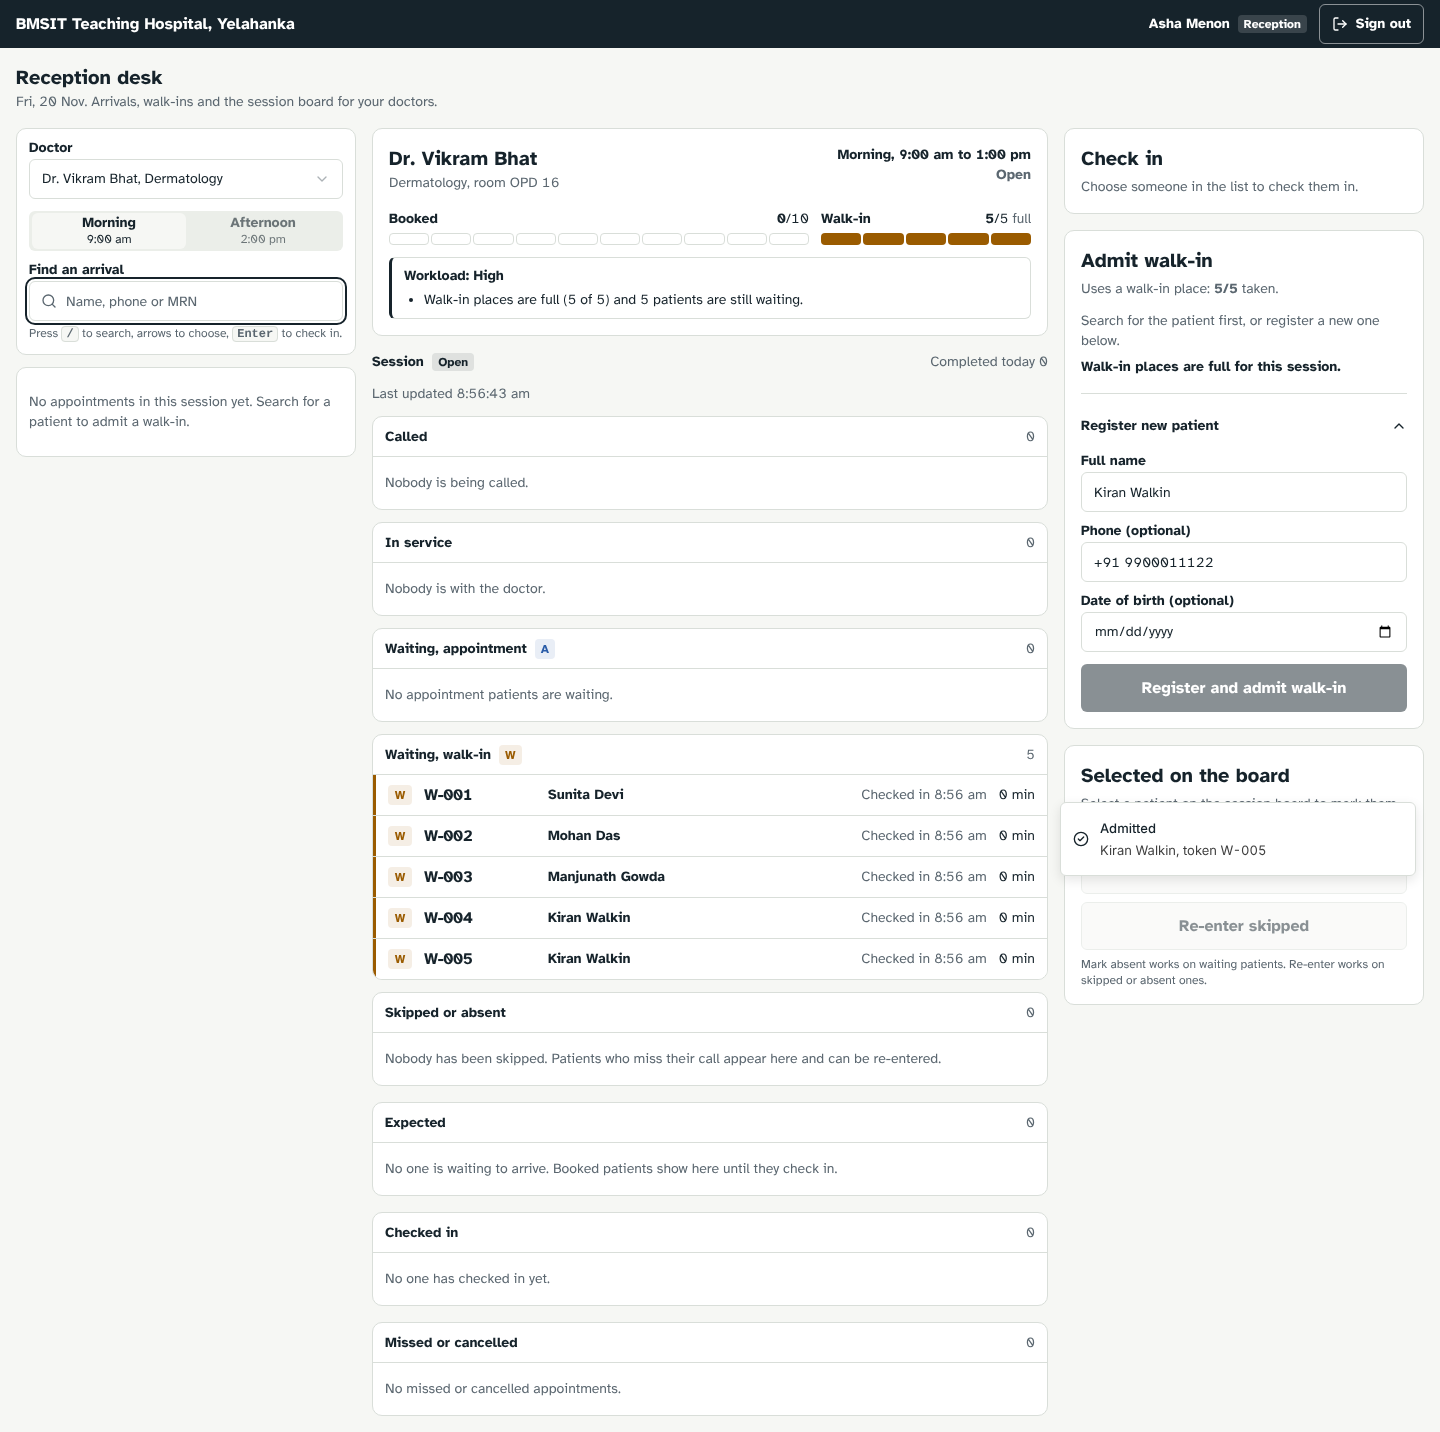 BMSIT Teaching Hospital, Yelahanka
Asha Menon Reception Sign out
Reception desk
Fri, 20 Nov. Arrivals, walk-ins and the session board for your doctors.
Doctor
Dr. Vikram Bhat, Dermatology
Morning
9:00 am
Afternoon
2:00 pm
Find an arrival
Name, phone or MRN
Press / to search, arrows to choose, Enter to check in.
No appointments in this session yet. Search for a
patient to admit a walk-in.
Dr. Vikram Bhat
Dermatology, room OPD 16
Morning, 9:00 am to 1:00 pm
Open
Booked 0/10
Walk-in 5/5 full
Workload: High
• Walk-in places are full (5 of 5) and 5 patients are still waiting.
Session Open
Completed today 0
Last updated 8:56:43 am
Called 0
Nobody is being called.
In service 0
Nobody is with the doctor.
Waiting, appointment A 0
No appointment patients are waiting.
Waiting, walk-in W 5
W W-001 Sunita Devi Checked in 8:56 am 0 min
W W-002 Mohan Das Checked in 8:56 am 0 min
W W-003 Manjunath Gowda Checked in 8:56 am 0 min
W W-004 Kiran Walkin Checked in 8:56 am 0 min
W W-005 Kiran Walkin Checked in 8:56 am 0 min
Skipped or absent 0
Nobody has been skipped. Patients who miss their call appear here and can be re-entered.
Expected 0
No one is waiting to arrive. Booked patients show here until they check in.
Checked in 0
No one has checked in yet.
Missed or cancelled 0
No missed or cancelled appointments.
Check in
Choose someone in the list to check them in.
Admit walk-in
Uses a walk-in place: 5/5 taken.
Search for the patient first, or register a new one
below.
Walk-in places are full for this session.
Register new patient
Full name
Kiran Walkin
Phone (optional)
+91 9900011122
Date of birth (optional)
mm/dd/yyyy
Register and admit walk-in
Selected on the board
Select a patient on the session board to mark them
Admitted
Kiran Walkin, token W-005
Re-enter skipped
Mark absent works on waiting patients. Re-enter works on
skipped or absent ones.